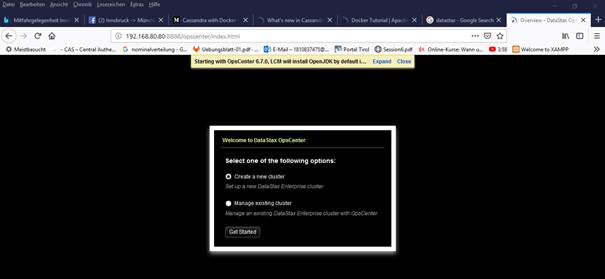 Datei Bearbeiten Ansicht Chronik Lesezeichen Extras Hilfe
Mitfahrgelegenheit Innsbruck → Münch Cassandra with Docker What's new in Cassandr Docker Tutorial | Apach datastax - Google Search Overview - DataStax Ops
192.168.80.80:8888/opscenter/index.html
Meistbesucht - CAS – Central Authe... nominalverteilung - G... Uebungsblatt-01.pdf -... E-Mail – 1810837475@... Portal Tirol Session6.pdf Online-Kurse: Wann u... 3:58 Welcome to XAMPP
Starting with OpsCenter 6.7.0, LCM will install OpenJDK by default i... Expand Close
Welcome to DataStax OpsCenter
Select one of the following options:
Create a new cluster
Set up a new DataStax Enterprise cluster.
Manage existing cluster
Manage an existing DataStax Enterprise cluster with OpsCenter.
Get Started